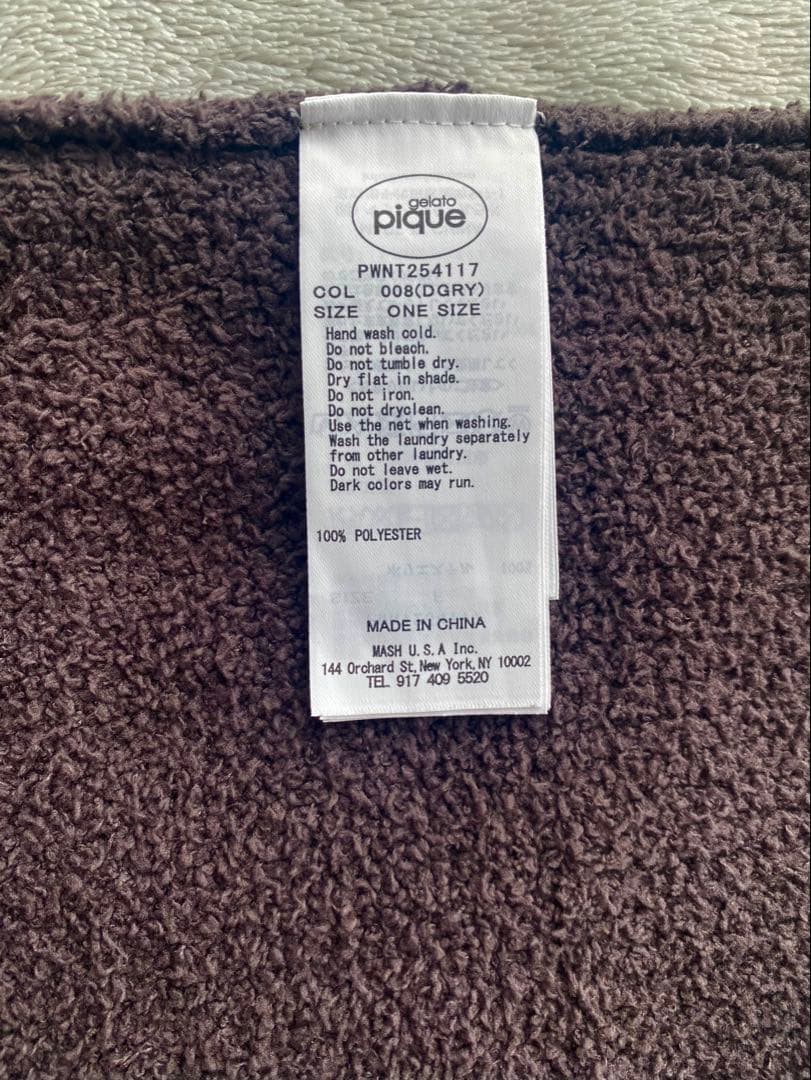 gelato
pique
PWNT254117
COL 008(DGRY)
SIZE ONE SIZE
Hand wash cold.
Do not bleach.
Do not tumble dry.
Dry flat in shade.
Do not iron.
Do not dryclean.
Use the net when washing.
Wash the laundry separately
from other laundry.
Do not leave wet.
Dark colors may run.
100% POLYESTER
MADE IN CHINA
MASH U.S.A Inc.
144 Orchard St, New York, NY 10002
TEL 917 409 5520